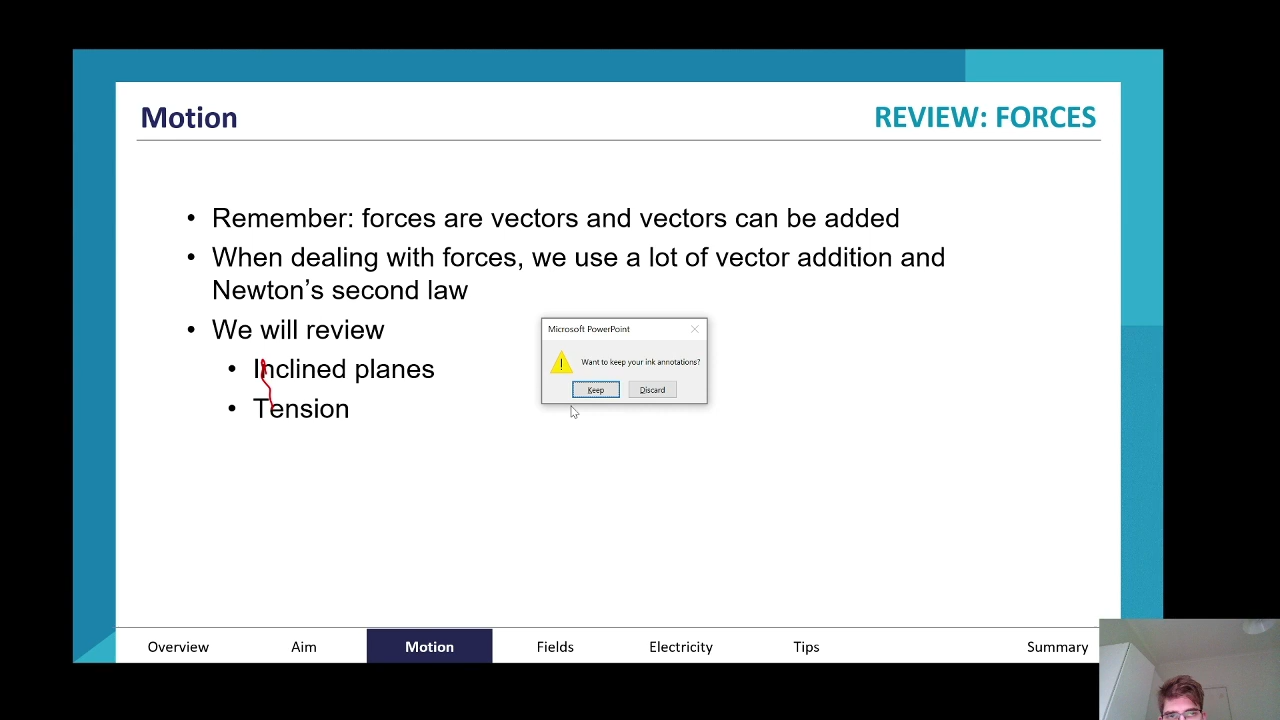 Motion
REVIEW: FORCES
• Remember: forces are vectors and vectors can be added
• When dealing with forces, we use a lot of vector addition and
Newton’s second law
• We will review
• Inclined planes
• Tension
Microsoft PowerPoint
Want to keep your ink annotations?
Keep
Discard
Overview
Aim
Motion
Fields
Electricity
Tips
Summary